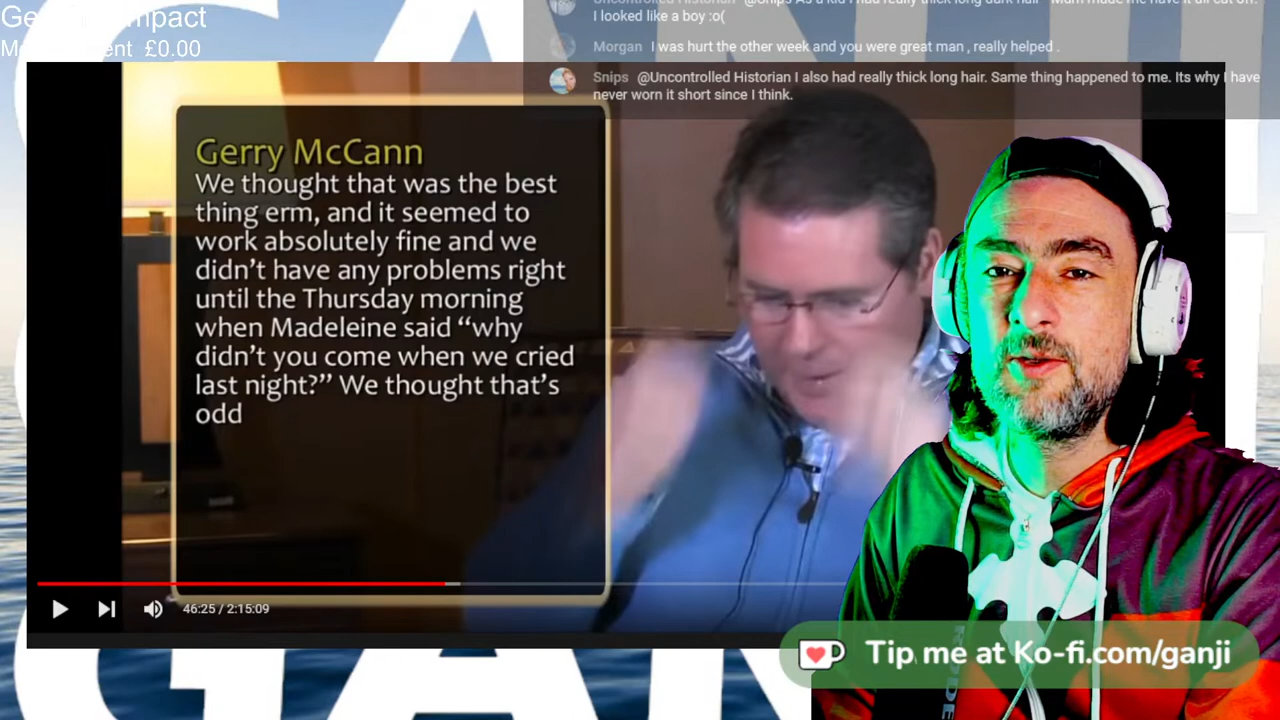 Impact
£0.00
I looked like a boy :o(
Morgan I was hurt the other week and you were great man , really helped .
Snips @Uncontrolled Historian I also had really thick long hair. Same thing happened to me. Its why I have
never worn it short since I think.
Gerry McCann
We thought that was the best
thing erm, and it seemed to
work absolutely fine and we
didn't have any problems right
until the Thursday morning
when Madeleine said “why
didn't you come when we cried
last night?” We thought that's
odd
46:25 / 2:15:09
Tip me at Ko-fi.com/ganji